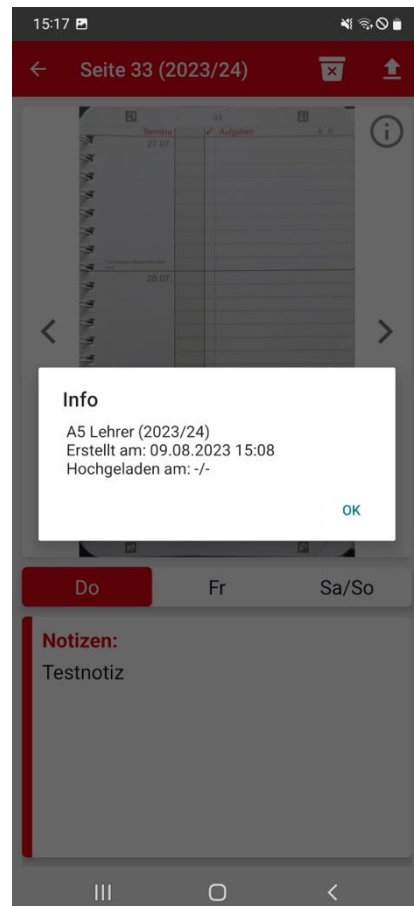 15:17
Seite 33 (2023/24)
33
Termine ✓ Aufgaben A B
27.07
28.07
Info
A5 Lehrer (2023/24)
Erstellt am: 09.08.2023 15:08
Hochgeladen am: -/-
OK
Do Fr Sa/So
Notizen:
Testnotiz